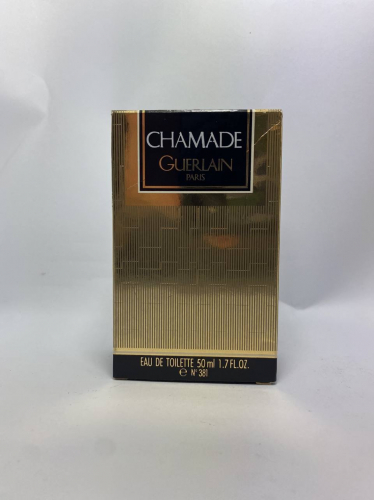 CHAMADE
GUERLAIN
PARIS
EAU DE TOILETTE 50 ml 1.7 FL.OZ.
℮ N° 381